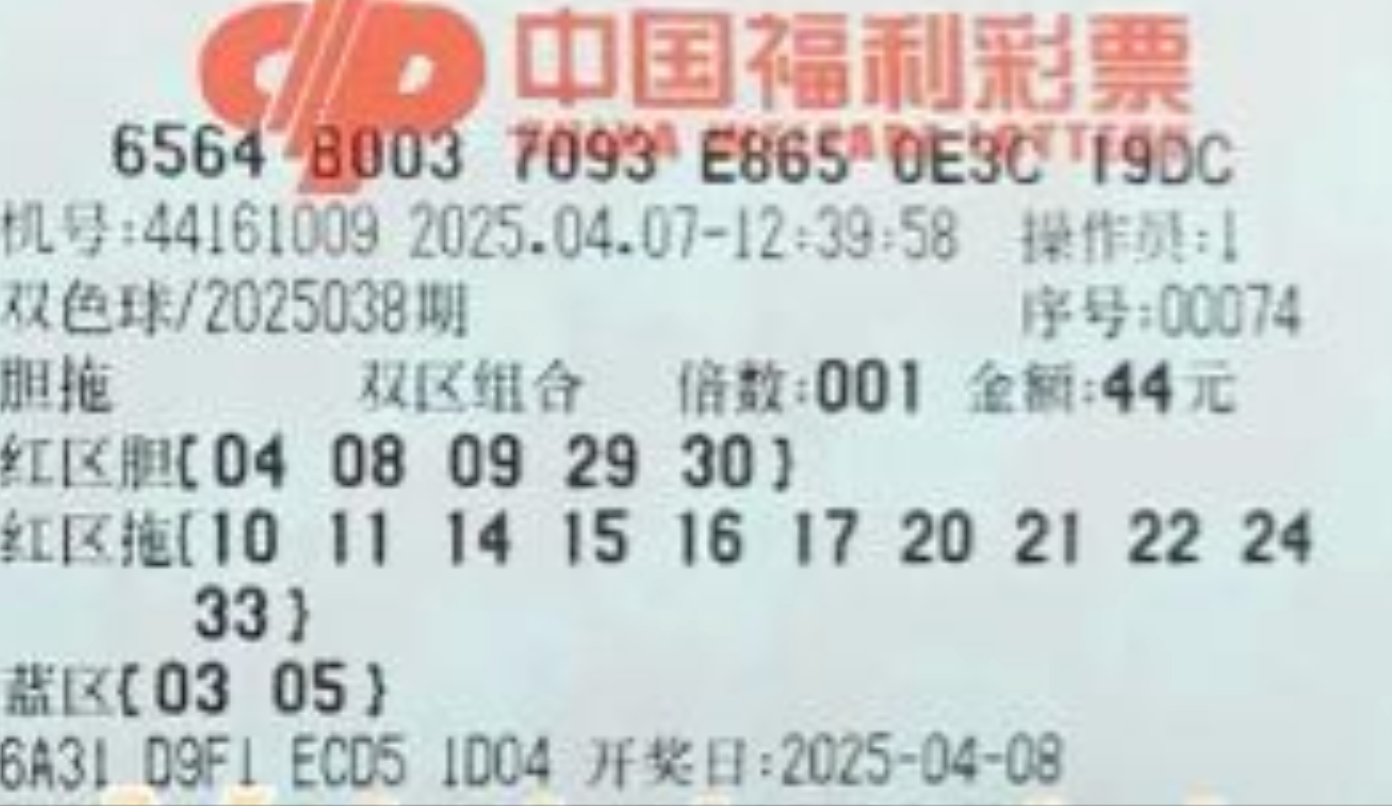 中国福利彩票
6564 B003 7093 E865 0E3C 19DC
机号:44161009 2025.04.07-12:39:58 操作员:1
双色球/2025038期 序号:00074
胆拖 双区组合 倍数:001 金额:44元
红区胆{04 08 09 29 30}
红区拖{10 11 14 15 16 17 20 21 22 24
33}
蓝区{03 05}
6A31 D9F1 ECD5 1D04 开奖日:2025-04-08